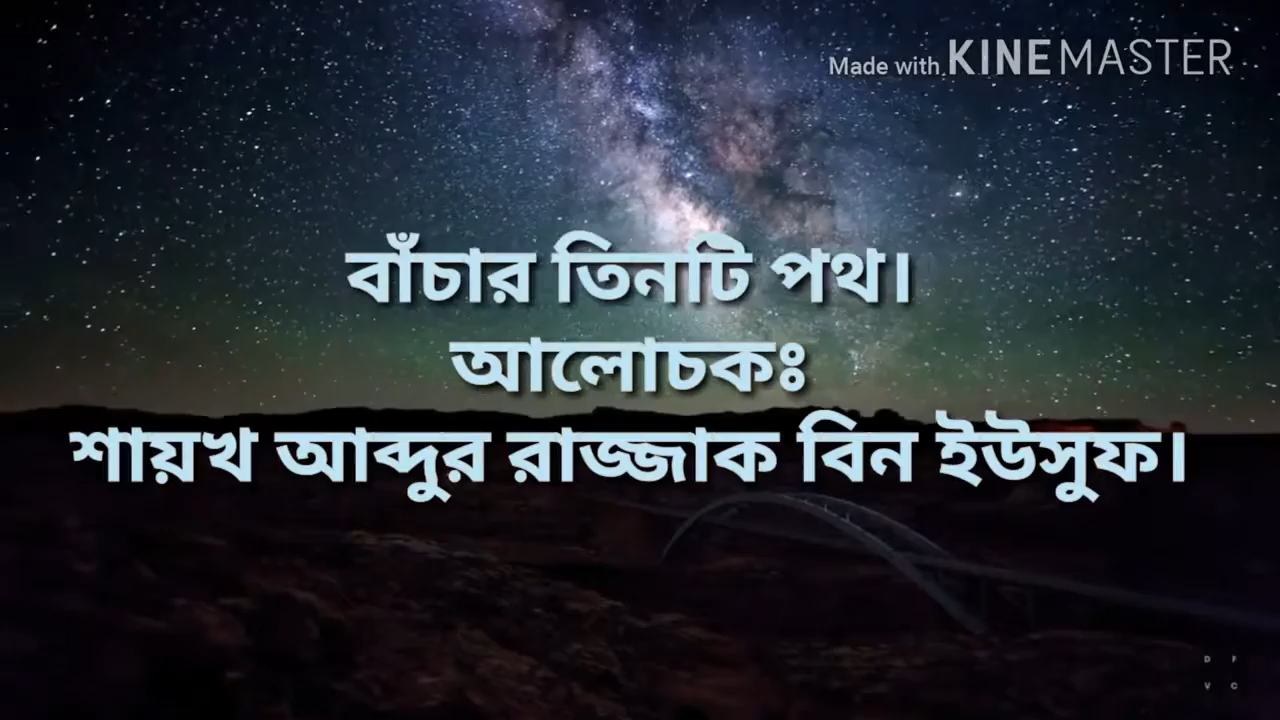 Made with KINEMASTER
বাঁচার তিনটি পথ।
আলোচকঃ
শায়খ আব্দুর রাজ্জাক বিন ইউসুফ।
D F
V C